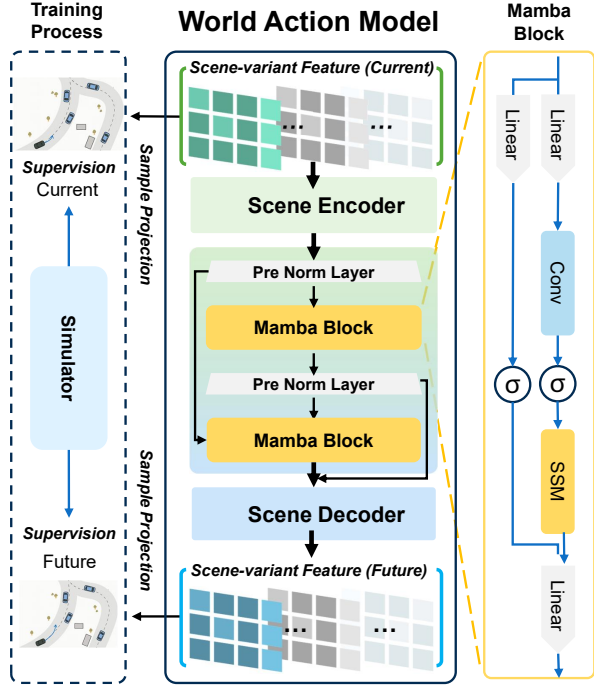 Training
Process
World Action Model
Mamba
Block
Scene-variant Feature (Current)
...
...
Supervision
Current
Sample Projection
Simulator
Sample Projection
Supervision
Future
Scene Encoder
Pre Norm Layer
Mamba Block
Pre Norm Layer
Mamba Block
Scene Decoder
Scene-variant Feature (Future)
...
...
Linear
Linear
Conv
σ
σ
SSM
Linear